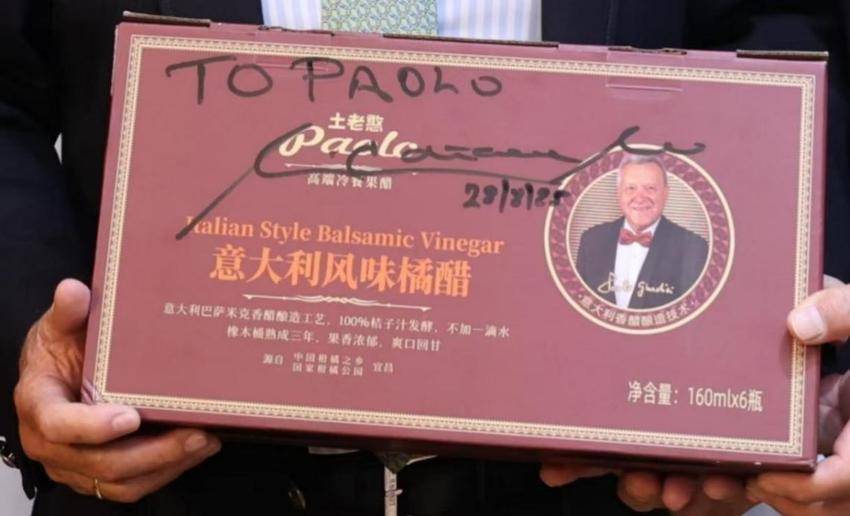 TO PAOLO
土老憨
Paolo
高端冷餐果醋
28/8/25
Italian Style Balsamic Vinegar
意大利风味橘醋
意大利巴萨米克香醋酿造工艺，100%桔子汁发酵，不加一滴水
橡木桶熟成三年，果香浓郁，爽口回甘
源自 中国柑橘之乡 国家柑橘公园 宜昌
·意大利香醋酿造技术·
净含量：160mlx6瓶